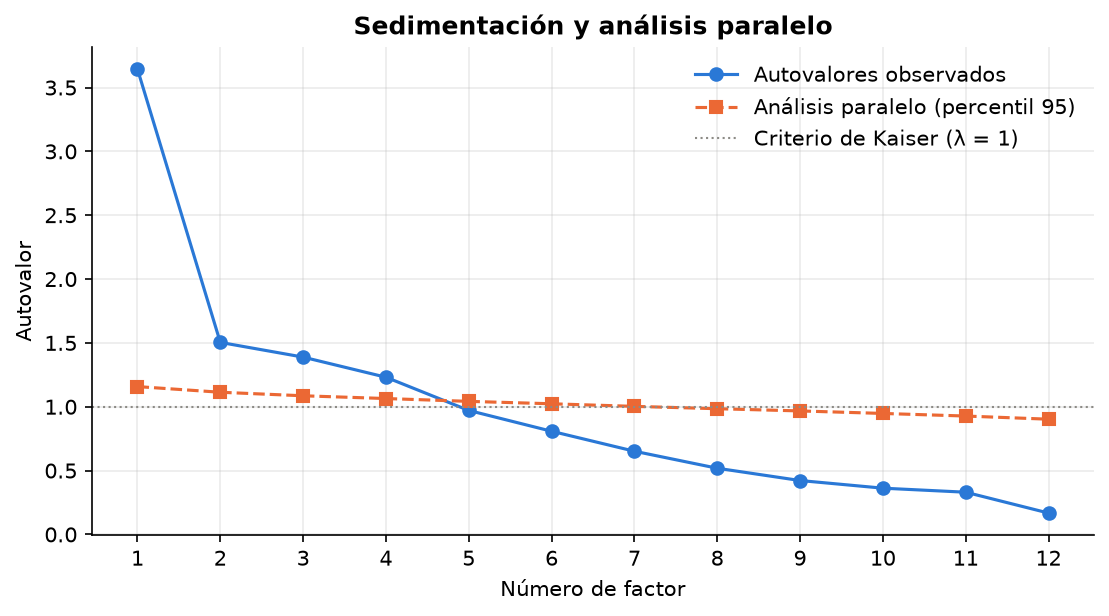 Sedimentación y análisis paralelo
Autovalores observados
Análisis paralelo (percentil 95)
Criterio de Kaiser (λ = 1)
Autovalor
3.5
3.0
2.5
2.0
1.5
1.0
0.5
0.0
1 2 3 4 5 6 7 8 9 10 11 12
Número de factor